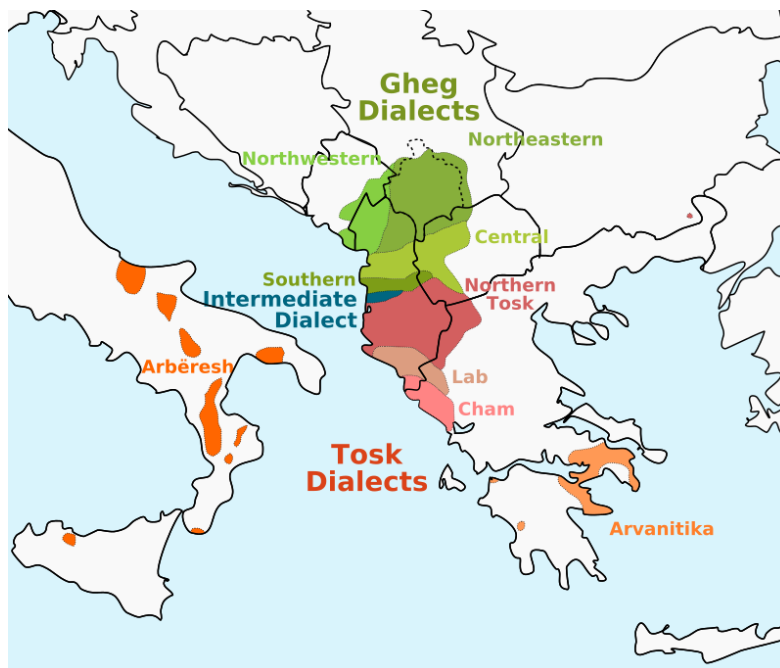 Gheg
Dialects
Northeastern
Northwestern
Central
Southern
Northern
Tosk
Intermediate
Dialect
Arbëresh
Lab
Cham
Tosk
Dialects
Arvanitika